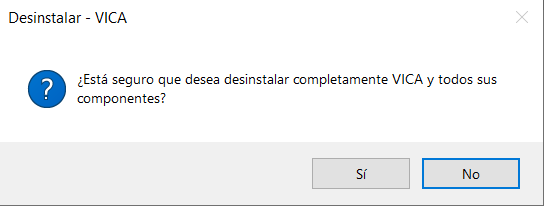 Desinstalar - VICA
¿Está seguro que desea desinstalar completamente VICA y todos sus
componentes?
Sí
No